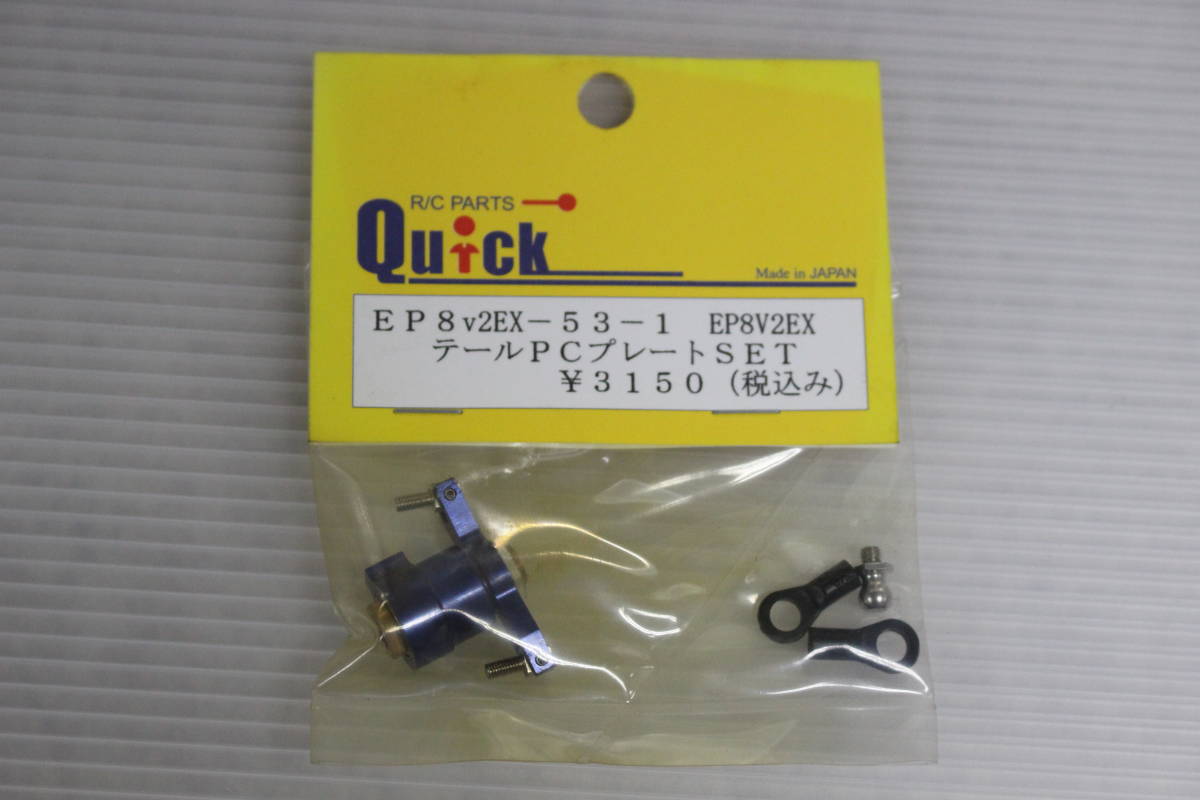 R/C PARTS
Quick
Made in JAPAN
ＥＰ８v2EX－５３－１ EP8V2EX
テールＰＣプレートＳＥＴ
￥３１５０（税込み）